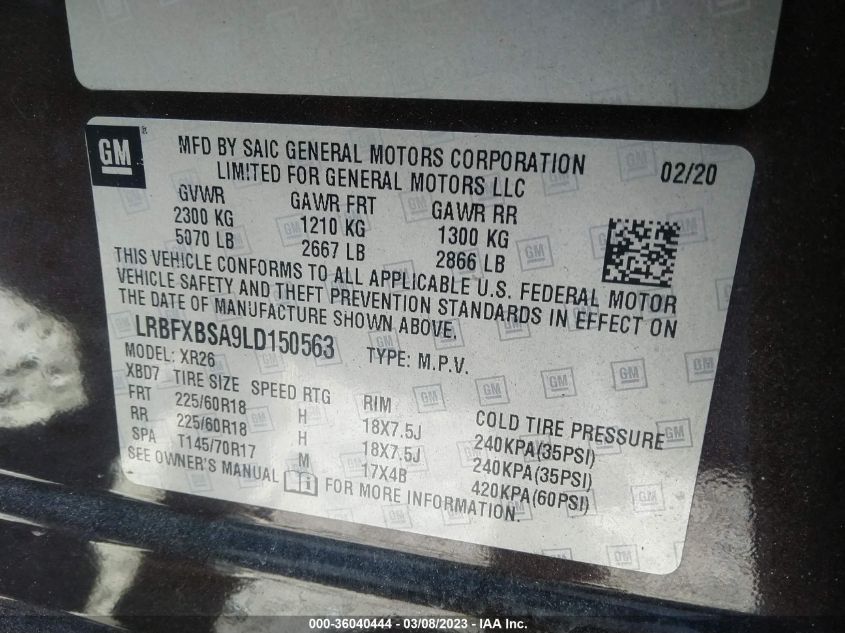 GM ®
MFD BY SAIC GENERAL MOTORS CORPORATION 02/20
LIMITED FOR GENERAL MOTORS LLC
GVWR GAWR FRT GAWR RR
2300 KG 1210 KG 1300 KG
5070 LB 2667 LB 2866 LB
THIS VEHICLE CONFORMS TO ALL APPLICABLE U.S. FEDERAL MOTOR
VEHICLE SAFETY AND THEFT PREVENTION STANDARDS IN EFFECT ON
THE DATE OF MANUFACTURE SHOWN ABOVE.
LRBFXBSA9LD150563 TYPE: M.P.V.
MODEL: XR26
XBD7 TIRE SIZE SPEED RTG RIM COLD TIRE PRESSURE
FRT 225/60R18 H 18X7.5J 240KPA(35PSI)
RR 225/60R18 H 18X7.5J 240KPA(35PSI)
SPA T145/70R17 M 17X4B 420KPA(60PSI)
SEE OWNER'S MANUAL FOR MORE INFORMATION.
000-36040444 — 03/08/2023 — IAA Inc.